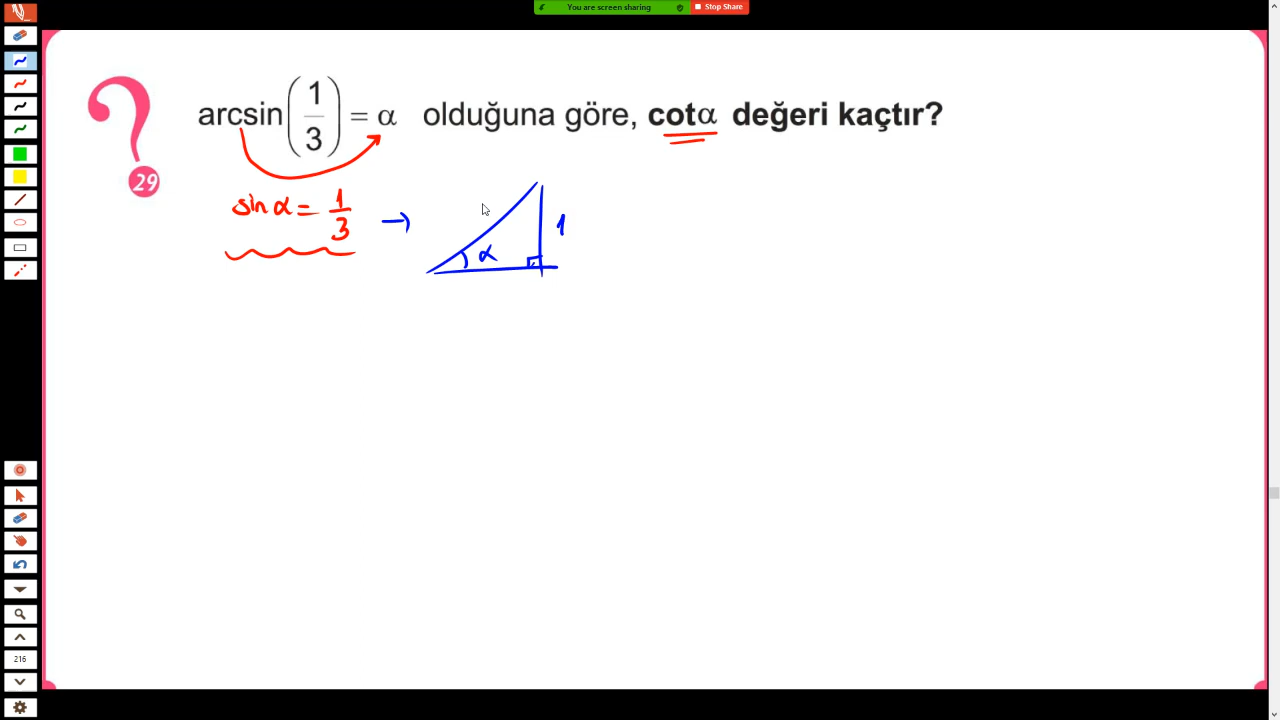 You are screen sharing Stop Share
arcsin(1/3) = α olduğuna göre, cotα değeri kaçtır?
29
sin α = 1/3 →
1
α
216